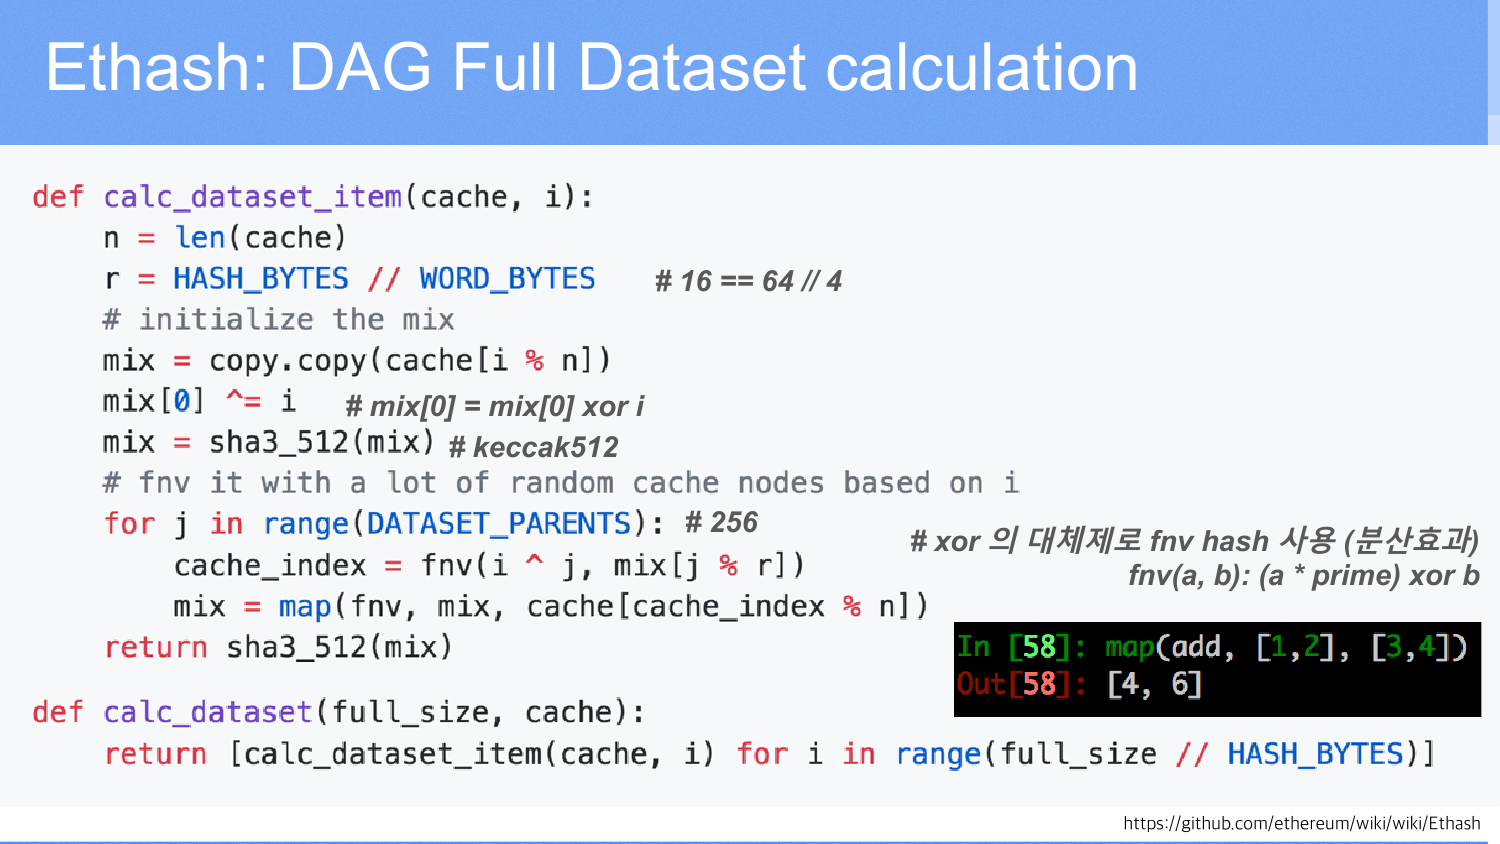 Ethash: DAG Full Dataset calculation
def calc_dataset_item(cache, i):
    n = len(cache)
    r = HASH_BYTES // WORD_BYTES # 16 == 64 // 4
    # initialize the mix
    mix = copy.copy(cache[i % n])
    mix[0] ^= i # mix[0] = mix[0] xor i
    mix = sha3_512(mix) # keccak512
    # fnv it with a lot of random cache nodes based on i
    for j in range(DATASET_PARENTS): # 256
# xor 의 대체제로 fnv hash 사용 (분산효과)
fnv(a, b): (a * prime) xor b
        cache_index = fnv(i ^ j, mix[j % r])
        mix = map(fnv, mix, cache[cache_index % n])
    return sha3_512(mix)
In [58]: map(add, [1,2], [3,4])
Out[58]: [4, 6]
def calc_dataset(full_size, cache):
    return [calc_dataset_item(cache, i) for i in range(full_size // HASH_BYTES)]
https://github.com/ethereum/wiki/wiki/Ethash